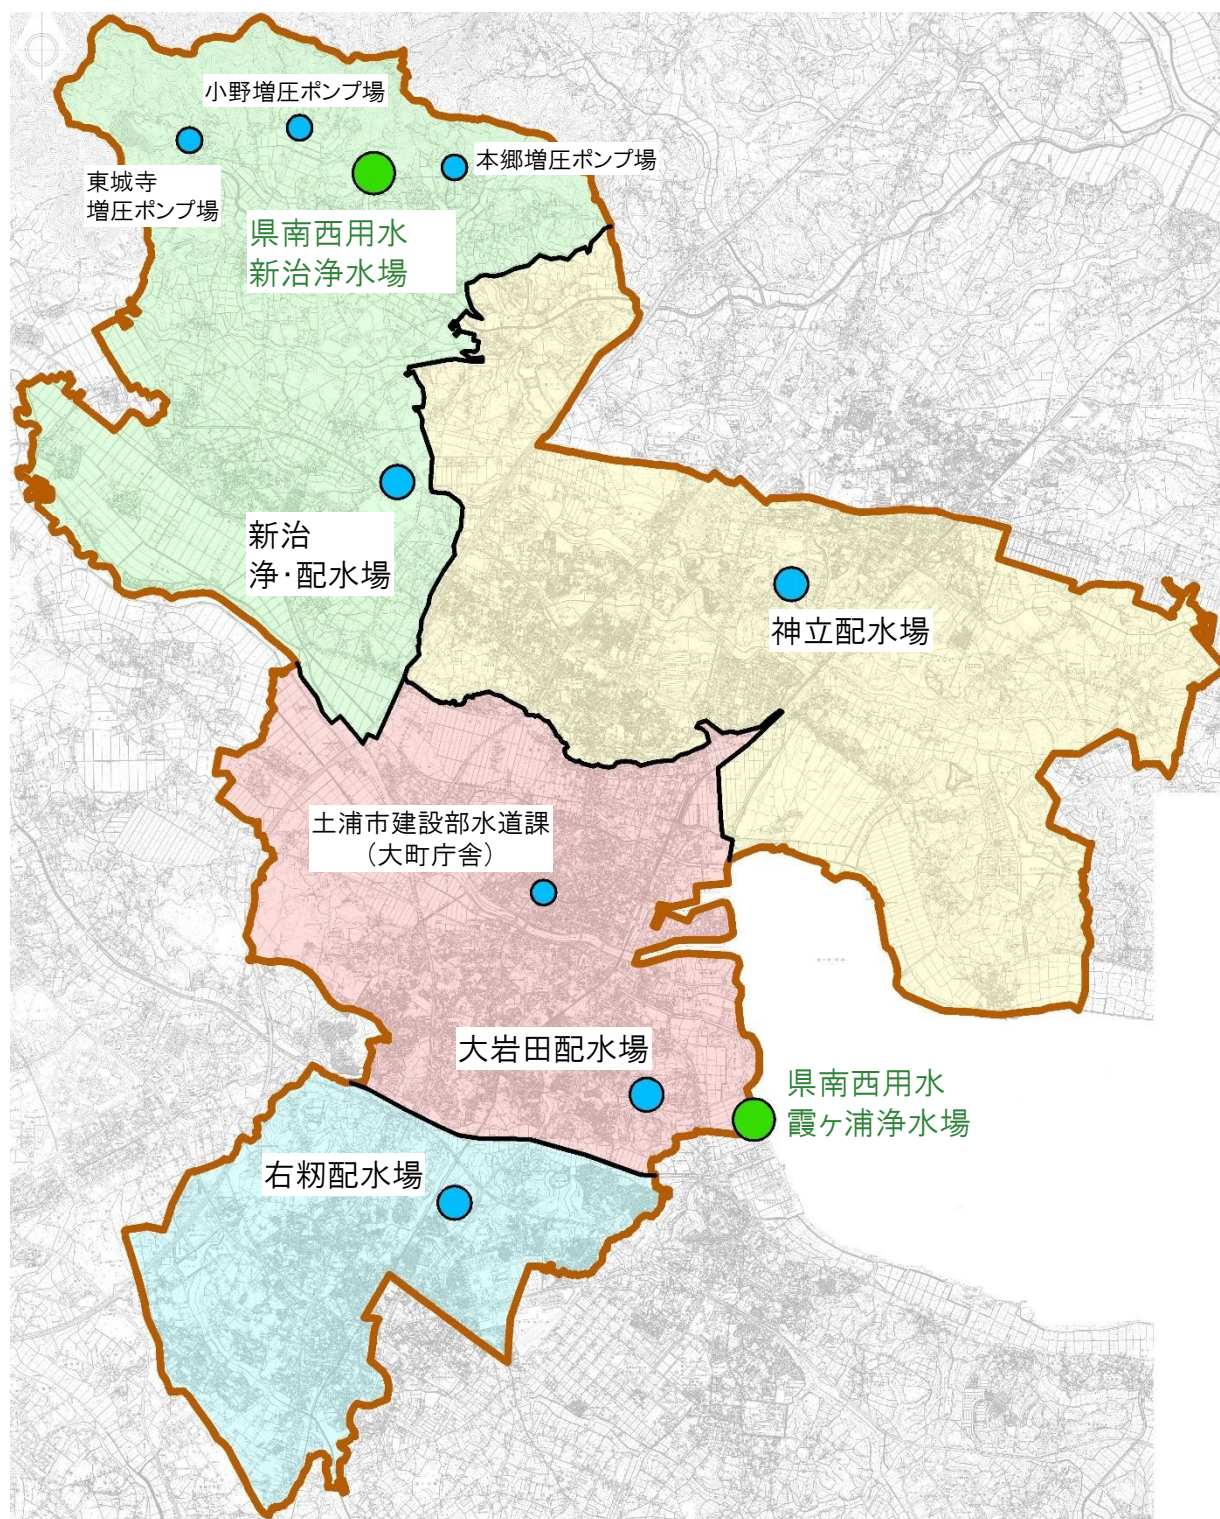 小野増圧ポンプ場
本郷増圧ポンプ場
東城寺
増圧ポンプ場
県南西用水
新治浄水場
新治
浄・配水場
神立配水場
土浦市建設部水道課
（大町庁舎）
大岩田配水場
県南西用水
霞ヶ浦浄水場
右籾配水場